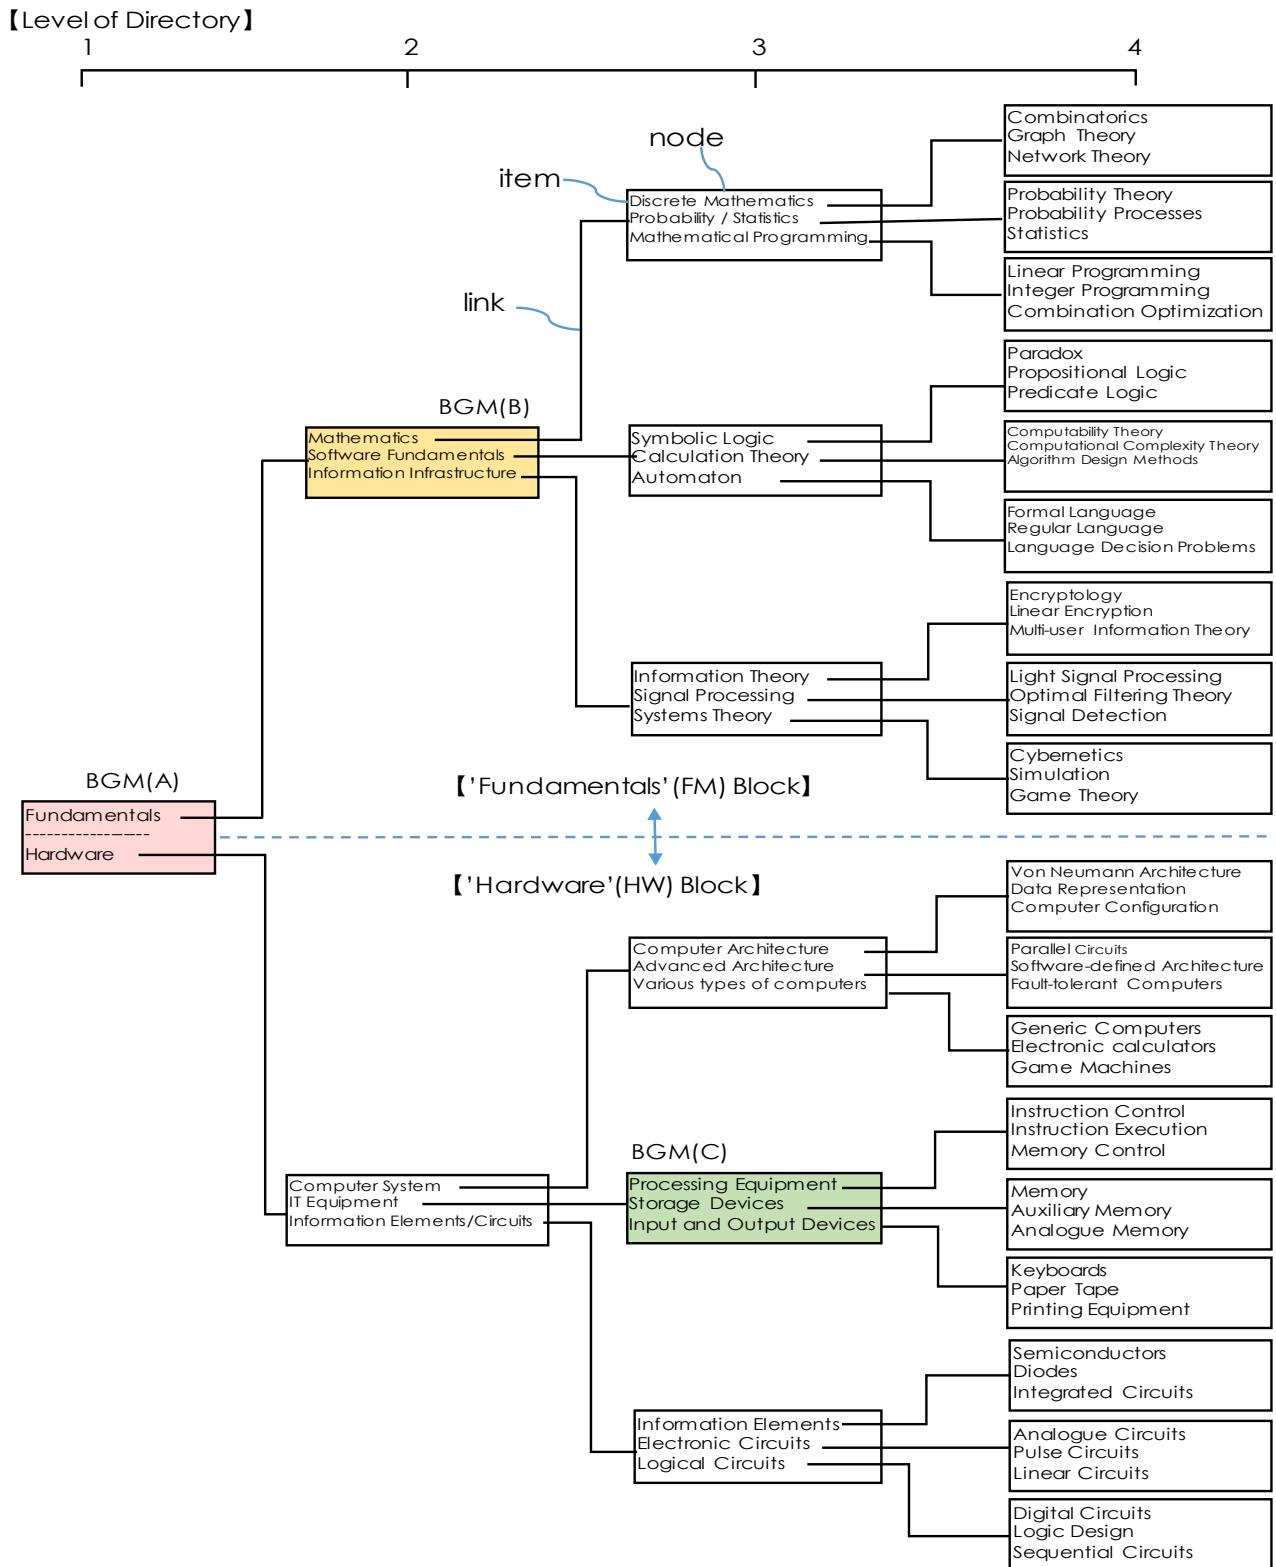 【Level of Directory】
1 2 3 4
node
item
link
Discrete Mathematics
Probability / Statistics
Mathematical Programming
Combinatorics
Graph Theory
Network Theory
Probability Theory
Probability Processes
Statistics
Linear Programming
Integer Programming
Combination Optimization
BGM(B)
Mathematics
Software Fundamentals
Information Infrastructure
Symbolic Logic
Calculation Theory
Automaton
Paradox
Propositional Logic
Predicate Logic
Computability Theory
Computational Complexity Theory
Algorithm Design Methods
Formal Language
Regular Language
Language Decision Problems
Information Theory
Signal Processing
Systems Theory
Encryptology
Linear Encryption
Multi-user Information Theory
Light Signal Processing
Optimal Filtering Theory
Signal Detection
Cybernetics
Simulation
Game Theory
BGM(A)
Fundamentals
-----------------
Hardware
【'Fundamentals'(FM) Block】
【'Hardware'(HW) Block】
Computer Architecture
Advanced Architecture
Various types of computers
Von Neumann Architecture
Data Representation
Computer Configuration
Parallel Circuits
Software-defined Architecture
Fault-tolerant Computers
Generic Computers
Electronic calculators
Game Machines
Computer System
IT Equipment
Information Elements/Circuits
BGM(C)
Processing Equipment
Storage Devices
Input and Output Devices
Instruction Control
Instruction Execution
Memory Control
Memory
Auxiliary Memory
Analogue Memory
Keyboards
Paper Tape
Printing Equipment
Information Elements
Electronic Circuits
Logical Circuits
Semiconductors
Diodes
Integrated Circuits
Analogue Circuits
Pulse Circuits
Linear Circuits
Digital Circuits
Logic Design
Sequential Circuits